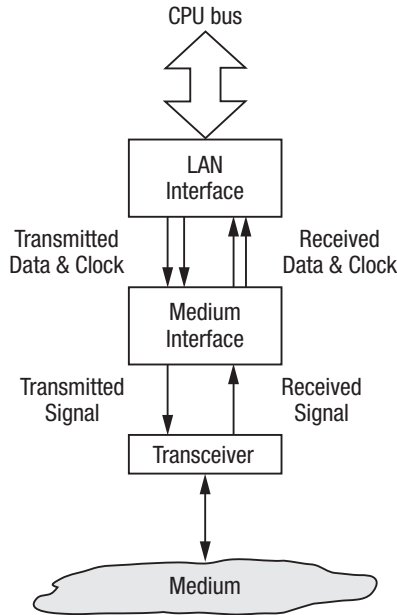 CPU bus
LAN
Interface
Transmitted
Data & Clock
Received
Data & Clock
Medium
Interface
Transmitted
Signal
Received
Signal
Transceiver
Medium